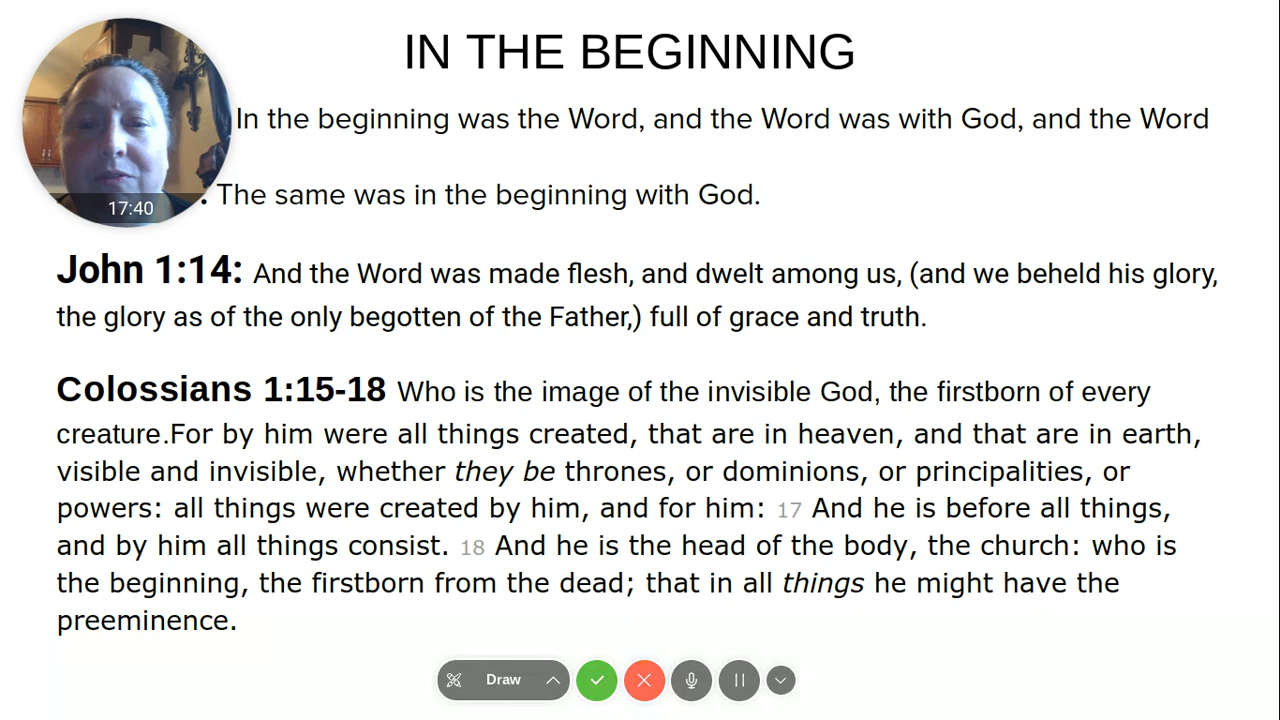 IN THE BEGINNING
In the beginning was the Word, and the Word was with God, and the Word
: The same was in the beginning with God.
17:40
John 1:14: And the Word was made flesh, and dwelt among us, (and we beheld his glory,
the glory as of the only begotten of the Father,) full of grace and truth.
Colossians 1:15-18 Who is the image of the invisible God, the firstborn of every
creature.For by him were all things created, that are in heaven, and that are in earth,
visible and invisible, whether they be thrones, or dominions, or principalities, or
powers: all things were created by him, and for him: 17 And he is before all things,
and by him all things consist. 18 And he is the head of the body, the church: who is
the beginning, the firstborn from the dead; that in all things he might have the
preeminence.
Draw